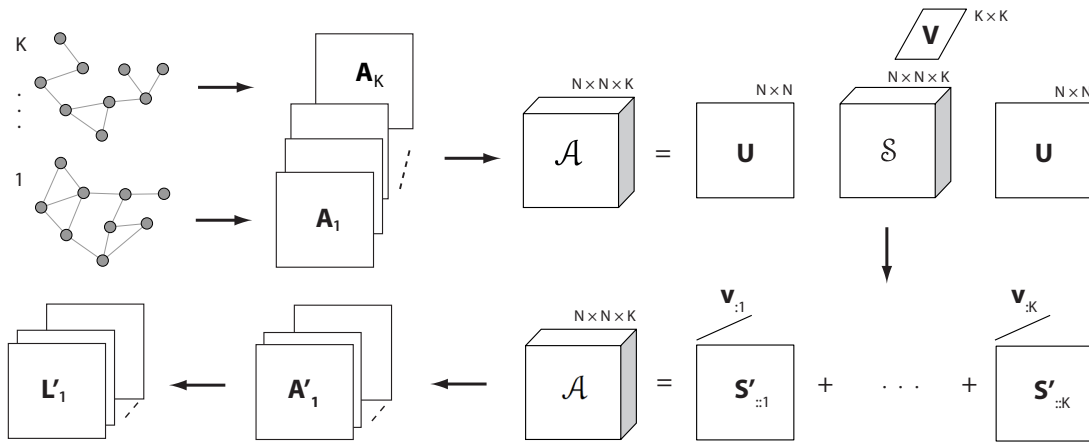 K
⋮
1
A_K
A_1
N × N × K
𝒜
=
N × N
U
K × K
V
N × N × K
S
N × N
U
L'_1
A'_1
N × N × K
𝒜
=
v_:1
S'_::1
+
· · ·
+
v_:K
S'_::K